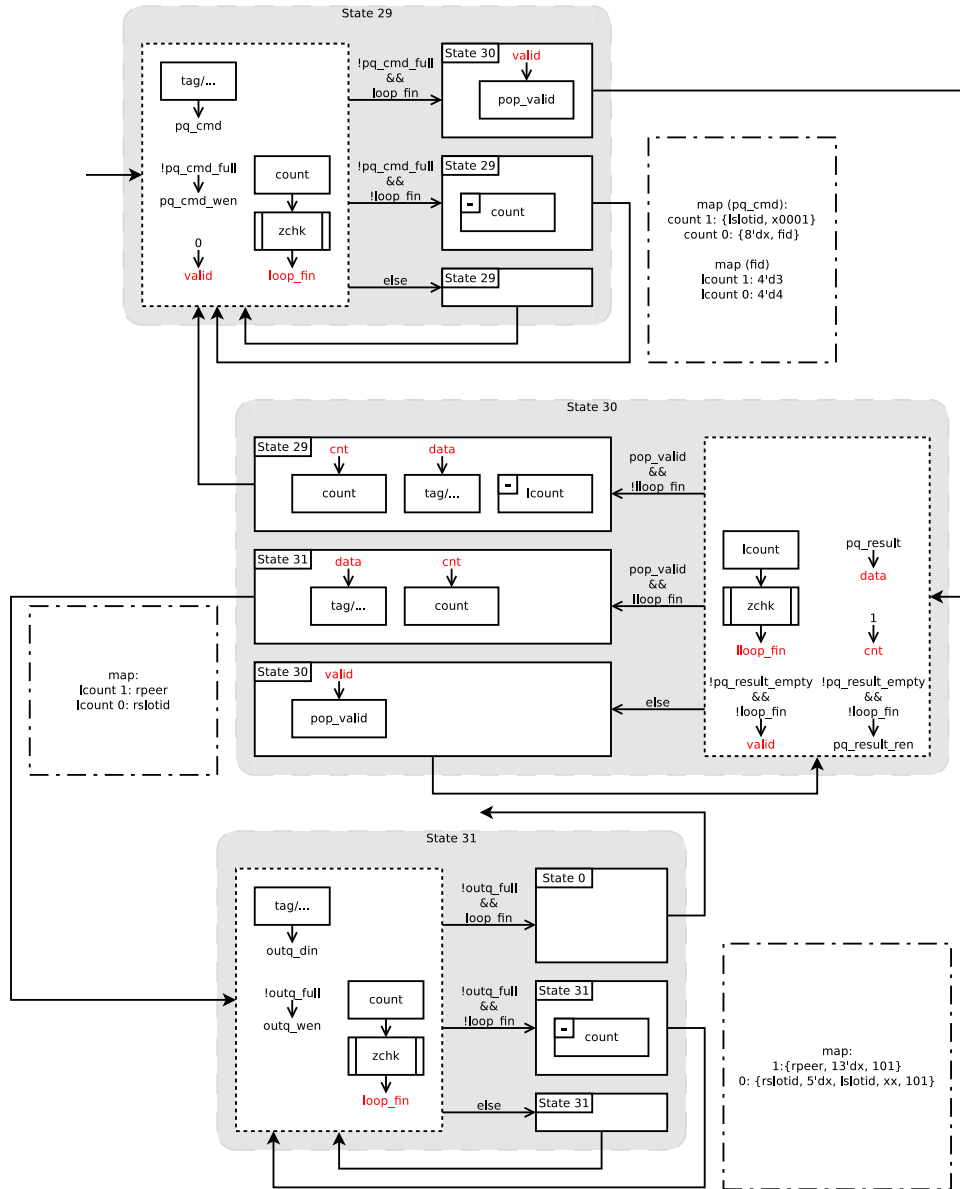 State 29
tag/...
pq_cmd
!pq_cmd_full
pq_cmd_wen
0
valid
count
zchk
loop_fin
!pq_cmd_full
&&
loop_fin
State 30
valid
pop_valid
!pq_cmd_full
&&
!loop_fin
State 29
-
count
else
State 29
map (pq_cmd):
count 1: {lslotid, x0001}
count 0: {8'dx, fid}
map (fid)
lcount 1: 4'd3
lcount 0: 4'd4
State 30
State 29
cnt
count
data
tag/...
-
lcount
pop_valid
&&
!lloop_fin
State 31
data
tag/...
cnt
count
pop_valid
&&
lloop_fin
State 30
valid
pop_valid
else
lcount
zchk
lloop_fin
!pq_result_empty
&&
!loop_fin
valid
pq_result
data
1
cnt
!pq_result_empty
&&
!loop_fin
pq_result_ren
map:
lcount 1: rpeer
lcount 0: rslotid
State 31
tag/...
outq_din
!outq_full
outq_wen
count
zchk
loop_fin
!outq_full
&&
loop_fin
State 0
!outq_full
&&
!loop_fin
State 31
-
count
else
State 31
map:
1:{rpeer, 13'dx, 101}
0: {rslotid, 5'dx, lslotid, xx, 101}